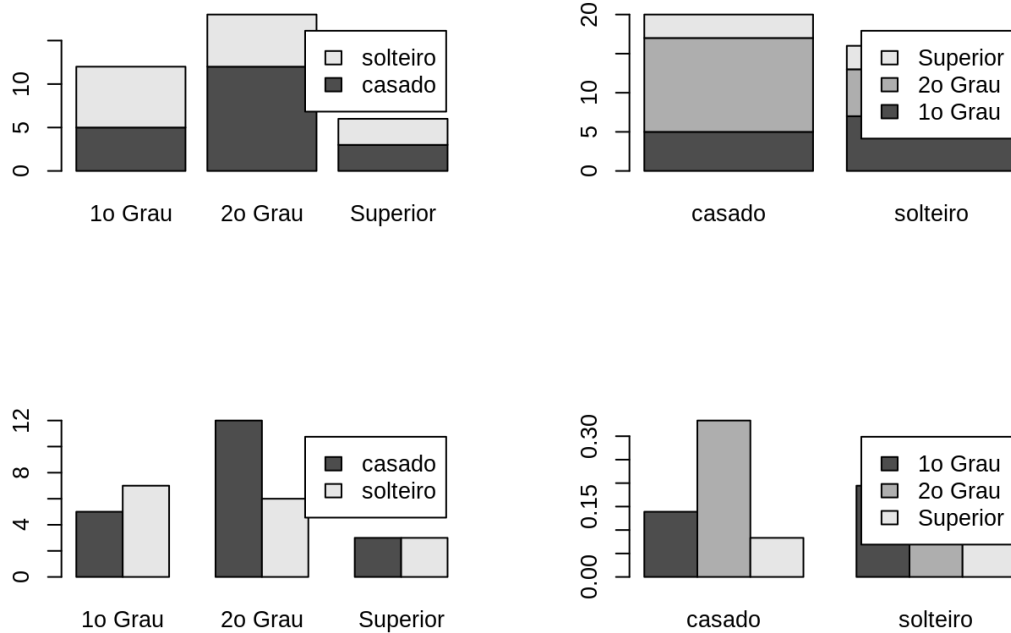 0 5 10
1o Grau 2o Grau Superior
solteiro
casado
0 5 10 15 20
casado solteiro
Superior
2o Grau
1o Grau
0 4 8 12
1o Grau 2o Grau Superior
casado
solteiro
0.00 0.15 0.30
casado solteiro
1o Grau
2o Grau
Superior